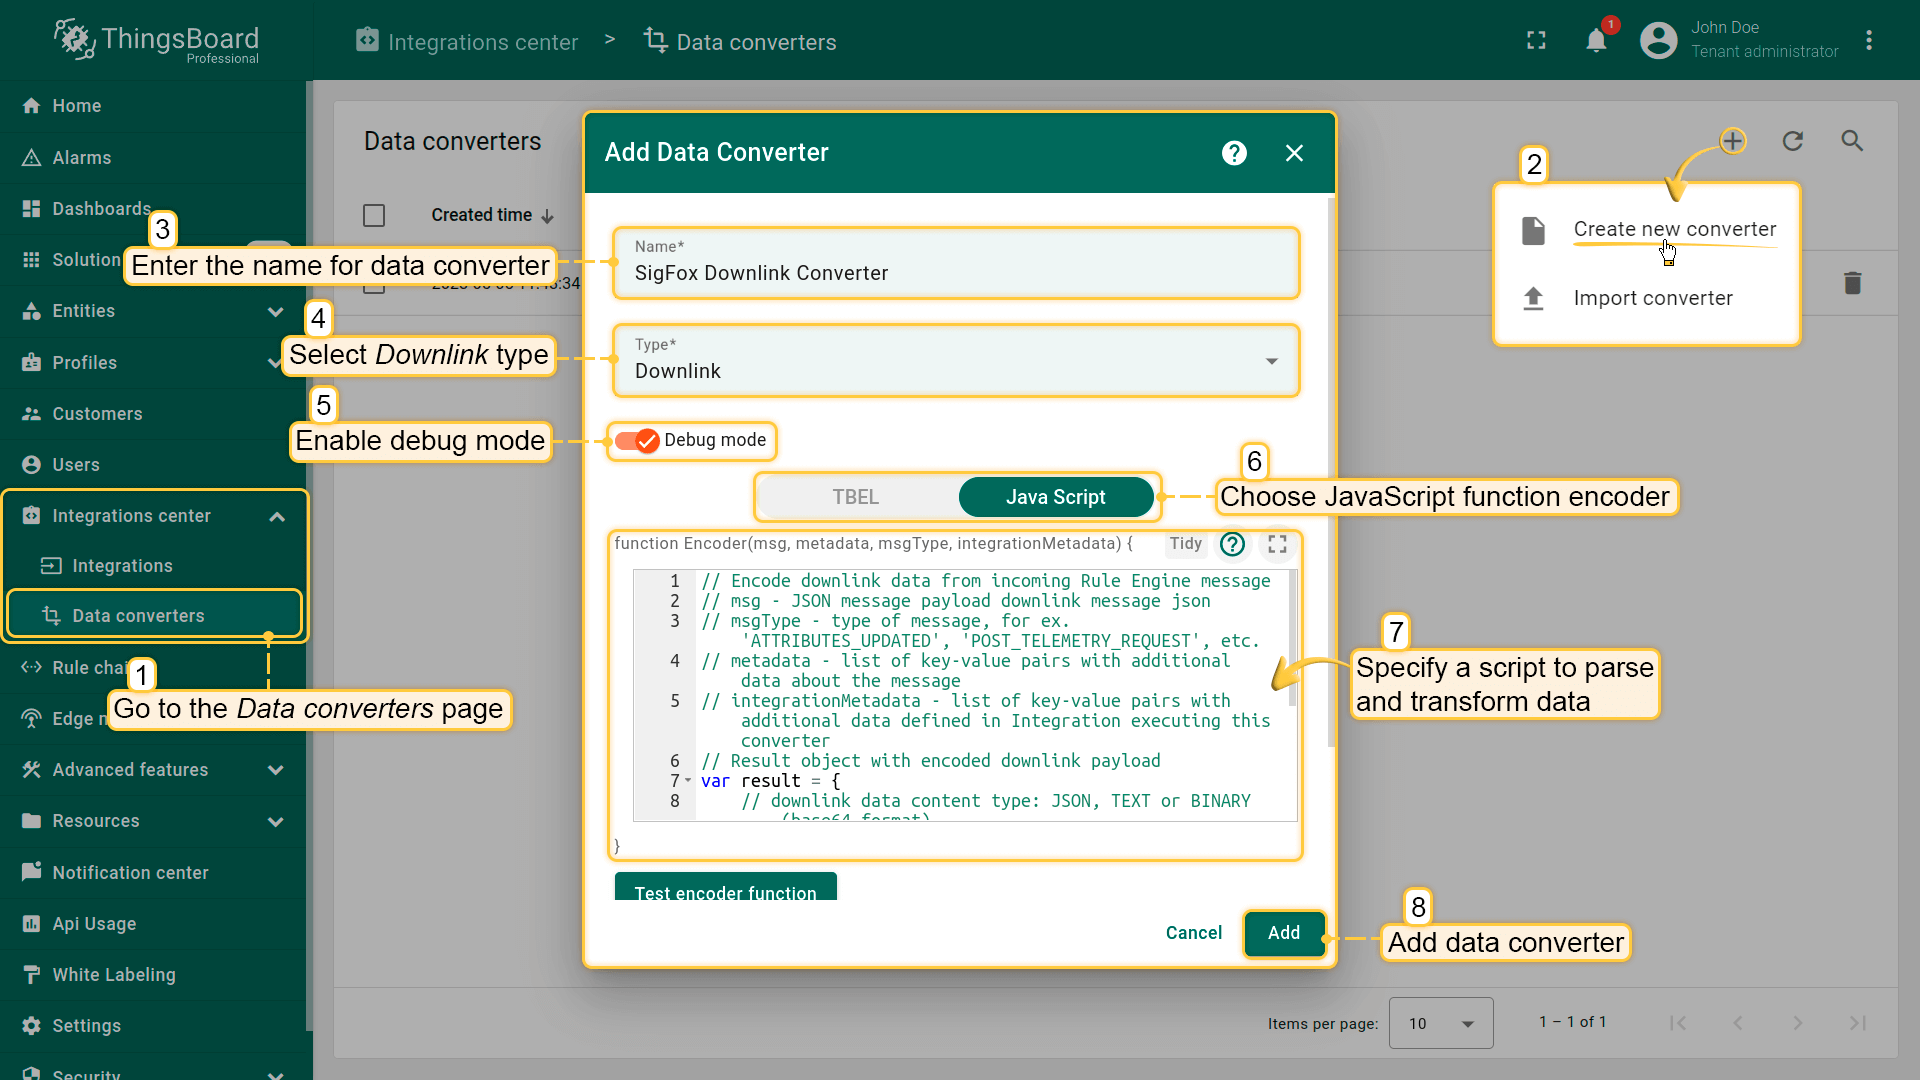 ThingsBoard
Professional
Integrations center > Data converters
1
John Doe
Tenant administrator
Home
Alarms
Dashboards
Solution
Entities
Profiles
Customers
Users
Integrations center
Integrations
Data converters
Rule chai
Edge m
Advanced features
Resources
Notification center
Api Usage
White Labeling
Settings
Security
Data converters
Created time
Add Data Converter
Name*
SigFox Downlink Converter
Type*
Downlink
Debug mode
TBEL
Java Script
function Encoder(msg, metadata, msgType, integrationMetadata) {
Tidy
1 // Encode downlink data from incoming Rule Engine message
2 // msg - JSON message payload downlink message json
3 // msgType - type of message, for ex.
'ATTRIBUTES_UPDATED', 'POST_TELEMETRY_REQUEST', etc.
4 // metadata - list of key-value pairs with additional
data about the message
5 // integrationMetadata - list of key-value pairs with
additional data defined in Integration executing this
converter
6 // Result object with encoded downlink payload
7 var result = {
8 // downlink data content type: JSON, TEXT or BINARY
(base64 format)
}
Test encoder function
Cancel
Add
2
Create new converter
Import converter
3
Enter the name for data converter
4
Select Downlink type
5
Enable debug mode
6
Choose JavaScript function encoder
7
Specify a script to parse
and transform data
1
Go to the Data converters page
8
Add data converter
Items per page:
10
1 – 1 of 1